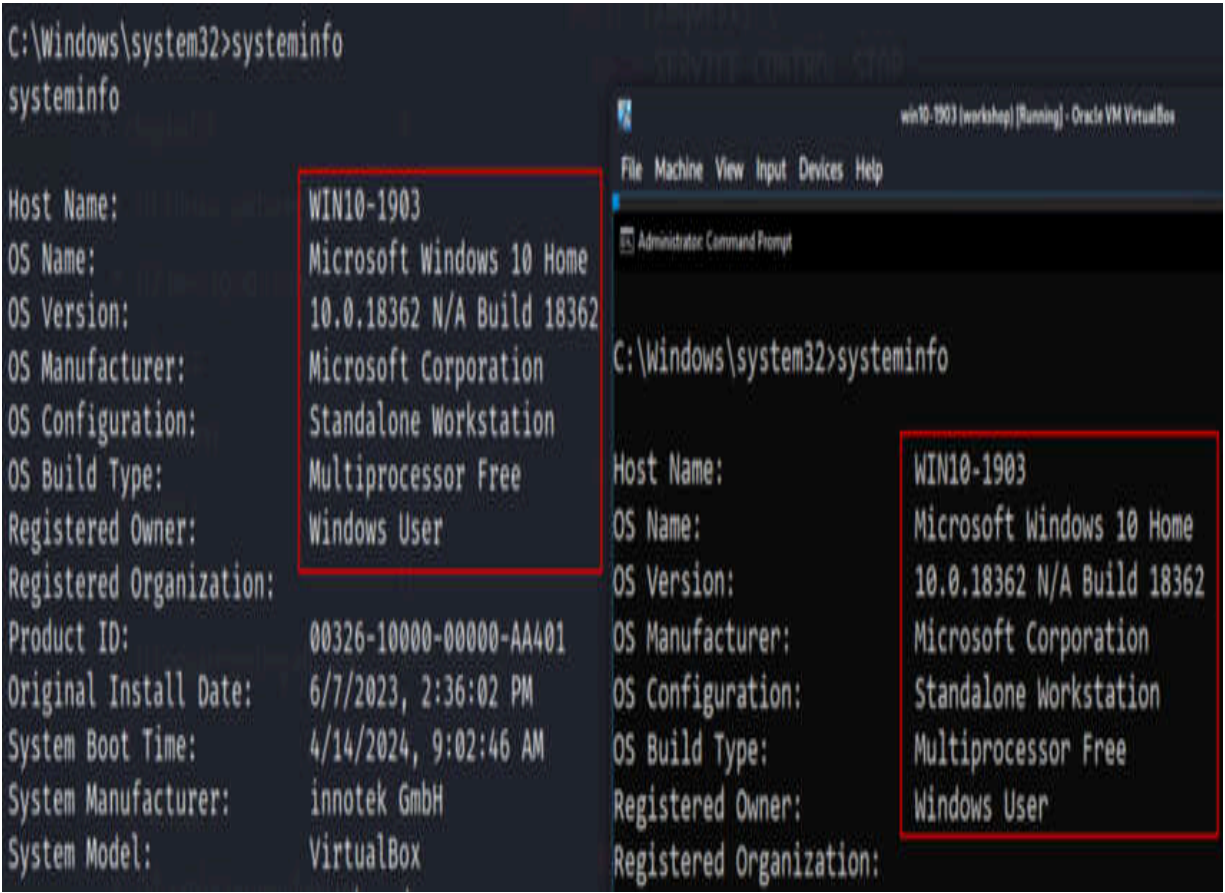 C:\Windows\system32>systeminfo
systeminfo
Host Name: WIN10-1903
OS Name: Microsoft Windows 10 Home
OS Version: 10.0.18362 N/A Build 18362
OS Manufacturer: Microsoft Corporation
OS Configuration: Standalone Workstation
OS Build Type: Multiprocessor Free
Registered Owner: Windows User
Registered Organization:
Product ID: 00326-10000-00000-AA401
Original Install Date: 6/7/2023, 2:36:02 PM
System Boot Time: 4/14/2024, 9:02:46 AM
System Manufacturer: innotek GmbH
System Model: VirtualBox
win10-1903 (workshop) [Running] - Oracle VM VirtualBox
File Machine View Input Devices Help
Administrator: Command Prompt
C:\Windows\system32>systeminfo
Host Name: WIN10-1903
OS Name: Microsoft Windows 10 Home
OS Version: 10.0.18362 N/A Build 18362
OS Manufacturer: Microsoft Corporation
OS Configuration: Standalone Workstation
OS Build Type: Multiprocessor Free
Registered Owner: Windows User
Registered Organization: